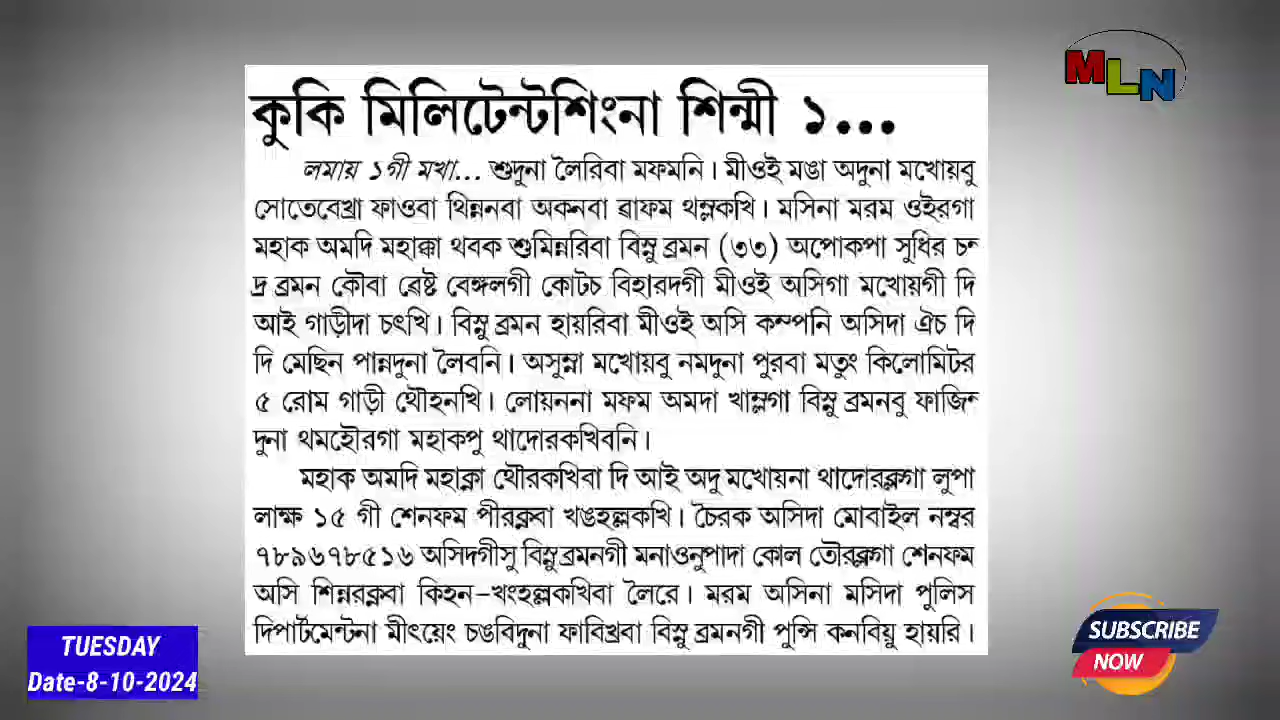 MLN
কুকি মিলিটেন্টশিংনা শিন্মী ১...
লমায় ১গী মখা... শুদুনা লৈরিবা মফমনি। মীওই মঙা অদুনা মখোয়বু
সোতেবেখ্রা ফাওবা থিন্ননবা অকনবা ৱাফম থম্লকখি। মসিনা মরম ওইরগা
মহাক অমদি মহাক্কা থবক শুমিন্নরিবা বিস্নু ব্রমন (৩৩) অপোকপা সুধির চন্দ
দ্র ব্রমন কৌবা ৱেষ্ট বেঙ্গলগী কোটচ বিহারদগী মীওই অসিগা মখোয়গী দি
আই গাড়ীদা চৎখি। বিস্নু ব্রমন হায়রিবা মীওই অসি কম্পনি অসিদা ঐচ দি
দি মেছিন পান্নদুনা লৈবনি। অসুম্না মখোয়বু নমদুনা পুরবা মতুং কিলোমিটর
৫ রোম গাড়ী থৌহনখি। লোয়ননা মফম অমদা খাম্লগা বিস্নু ব্রমনবু ফাজিন্
দুনা থমহৌরগা মহাকপু থাদোরকখিবনি।
মহাক অমদি মহাক্না থৌরকখিবা দি আই অদু মখোয়না থাদোরক্লগা লুপা
লাক্ষ ১৫ গী শেনফম পীরক্নবা খঙহল্লকখি। চৈরক অসিদা মোবাইল নম্বর
৭৮৯৬৭৮৫১৬ অসিদগীসু বিস্নু ব্রমনগী মনাওনুপাদা কোল তৌরক্লগা শেনফম
অসি শিন্নরক্নবা কিহন-খংহল্লকখিবা লৈরে। মরম অসিনা মসিদা পুলিস
দিপার্টমেন্টনা মীৎয়েং চঙবিদুনা ফাবিখ্রবা বিস্নু ব্রমনগী পুন্সি কনবিয়ু হায়রি।
TUESDAY
Date-8-10-2024
SUBSCRIBE
NOW